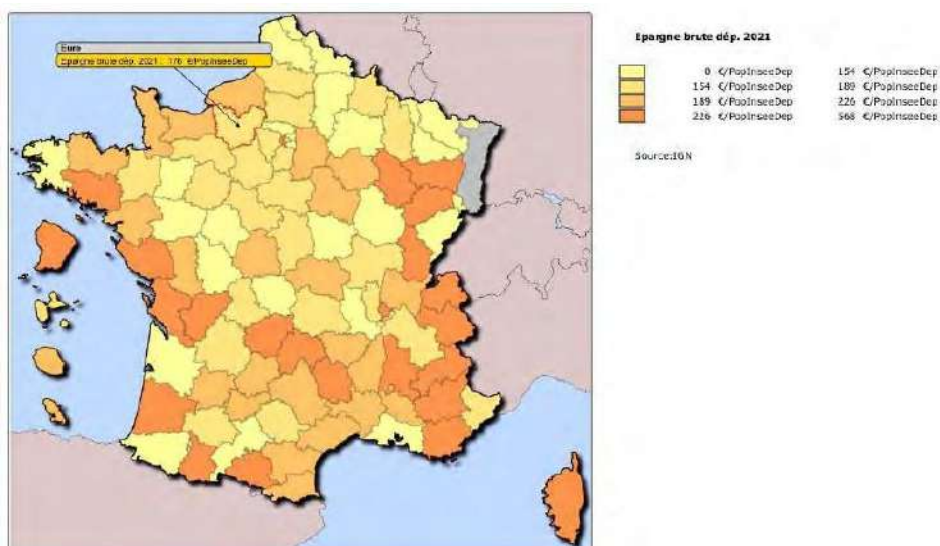 Eure
Epargne brute dép. 2021 : 176 €/PopInseeDep
Epargne brute dép. 2021
0 €/PopInseeDep 154 €/PopInseeDep
154 €/PopInseeDep 189 €/PopInseeDep
189 €/PopInseeDep 226 €/PopInseeDep
226 €/PopInseeDep 568 €/PopInseeDep
Source:IGN